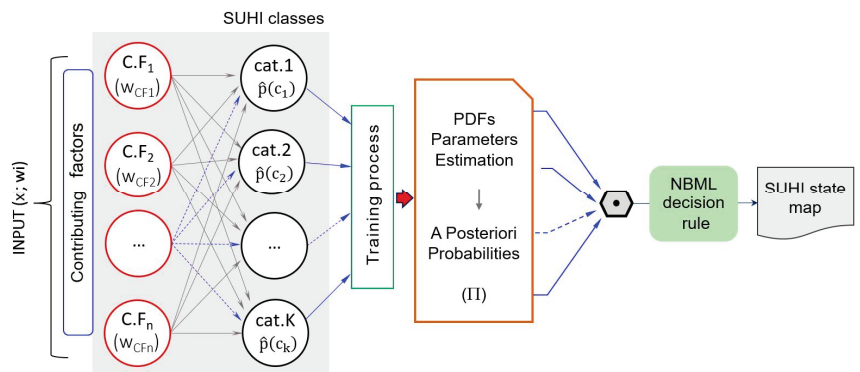 SUHI classes
INPUT (x; wi)
Contributing factors
C.F₁
(wCF1)
C.F₂
(wCF2)
...
C.Fₙ
(wCFn)
cat.1
p̂(c₁)
cat.2
p̂(c₂)
...
cat.K
p̂(cₖ)
Training process
PDFs
Parameters
Estimation
A Posteriori
Probabilities
(Π)
NBML
decision
rule
SUHI state
map